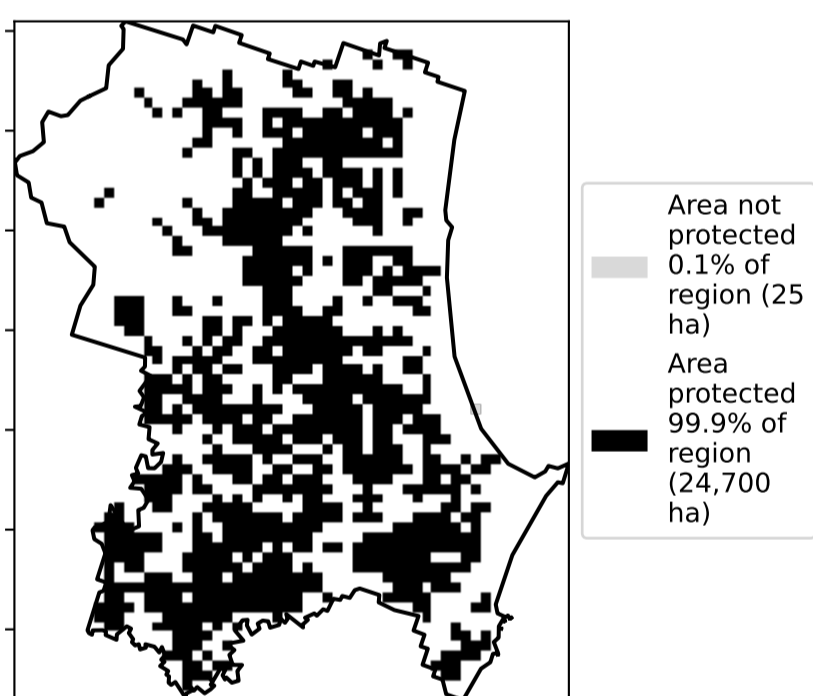 Area not
protected
0.1% of
region (25
ha)
Area
protected
99.9% of
region
(24,700
ha)